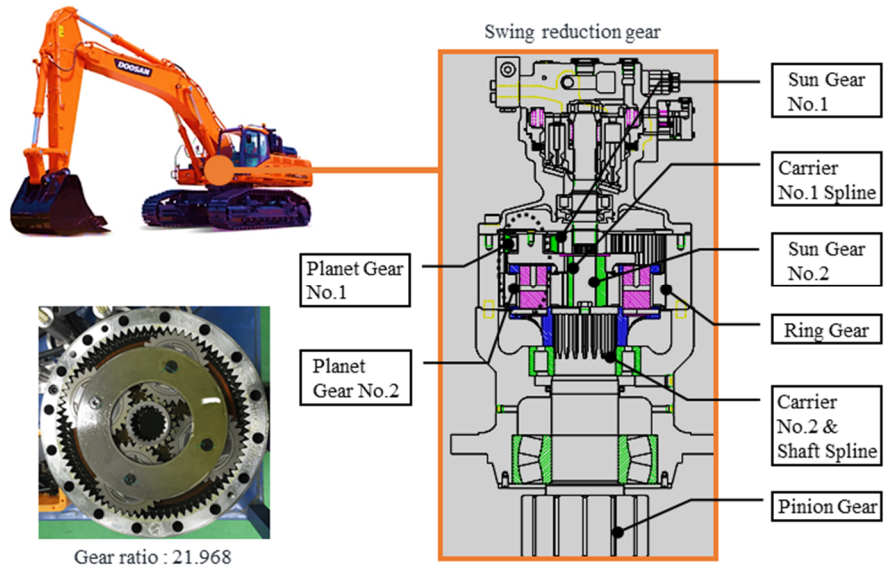 Swing reduction gear
DOOSAN
Sun Gear
No.1
Carrier
No.1 Spline
Planet Gear
No.1
Sun Gear
No.2
Ring Gear
Planet
Gear No.2
Carrier
No.2 &
Shaft Spline
Pinion Gear
Gear ratio : 21.968